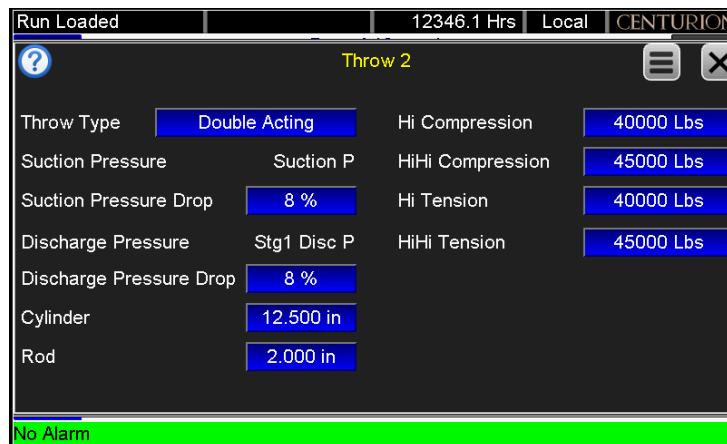 Run Loaded 12346.1 Hrs Local CENTURION
? Throw 2
Throw Type Double Acting Hi Compression 40000 Lbs
Suction Pressure Suction P HiHi Compression 45000 Lbs
Suction Pressure Drop 8 % Hi Tension 40000 Lbs
Discharge Pressure Stg1 Disc P HiHi Tension 45000 Lbs
Discharge Pressure Drop 8 %
Cylinder 12.500 in
Rod 2.000 in
No Alarm